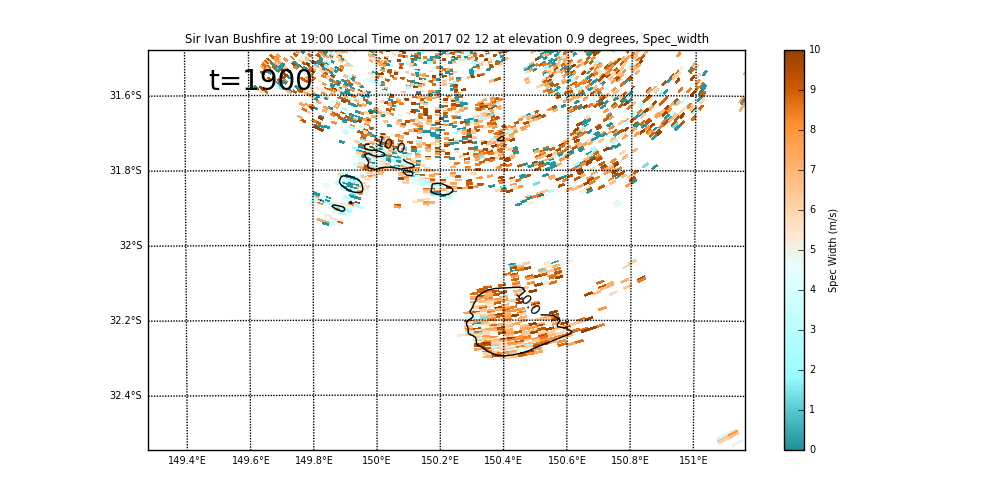 Sir Ivan Bushfire at 19:00 Local Time on 2017 02 12 at elevation 0.9 degrees, Spec_width
t=1900
31.6°S
31.8°S
32°S
32.2°S
32.4°S
149.4°E
149.6°E
149.8°E
150°E
150.2°E
150.4°E
150.6°E
150.8°E
151°E
10.0
10
9
8
7
6
5
4
3
2
1
0
Spec Width (m/s)